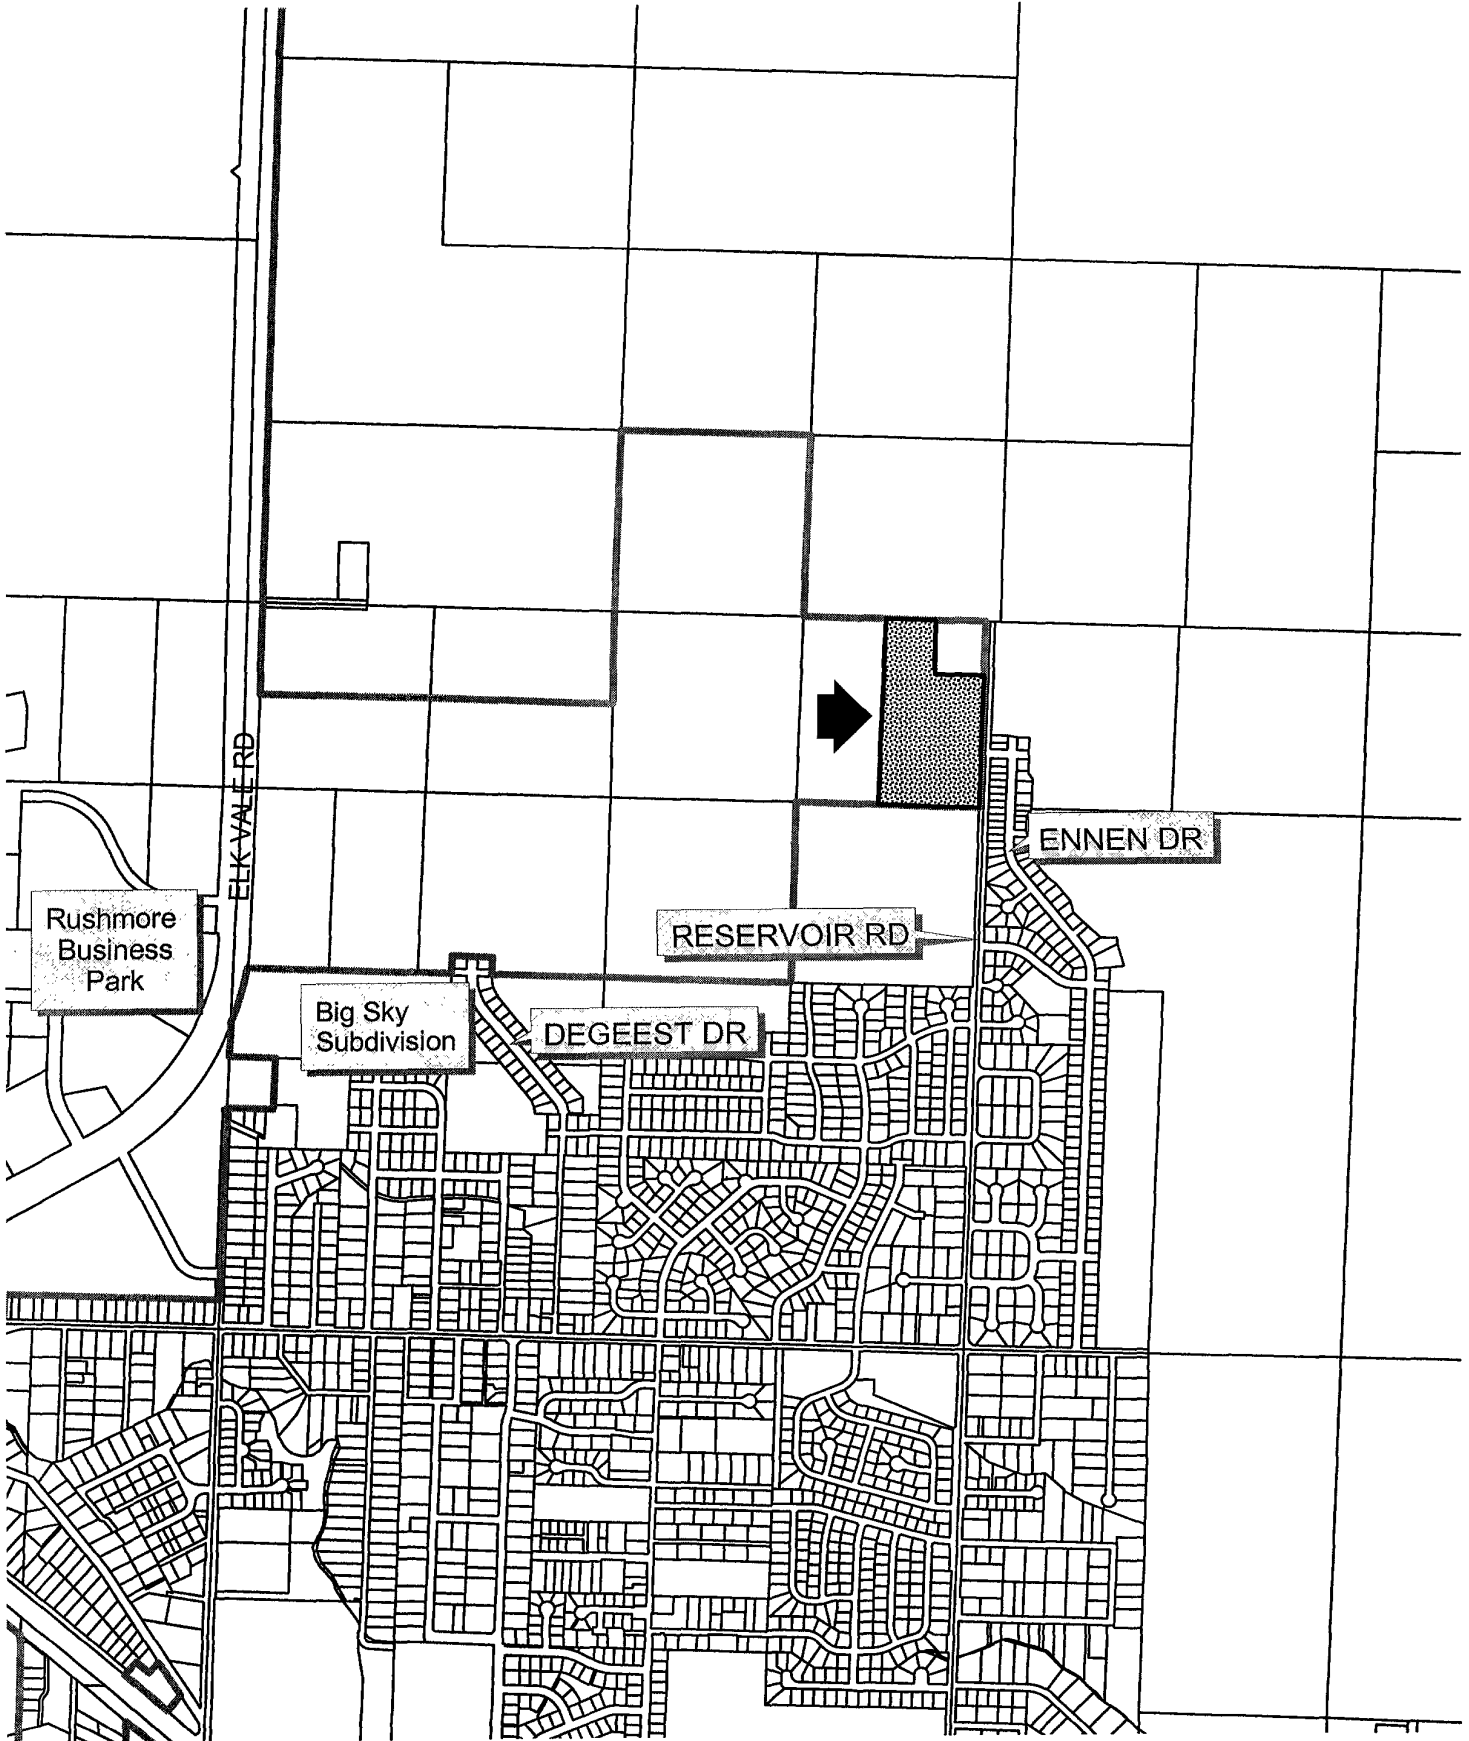 ELK VALE RD
ENNEN DR
Rushmore
Business
Park
RESERVOIR RD
Big Sky
Subdivision
DEGEEST DR